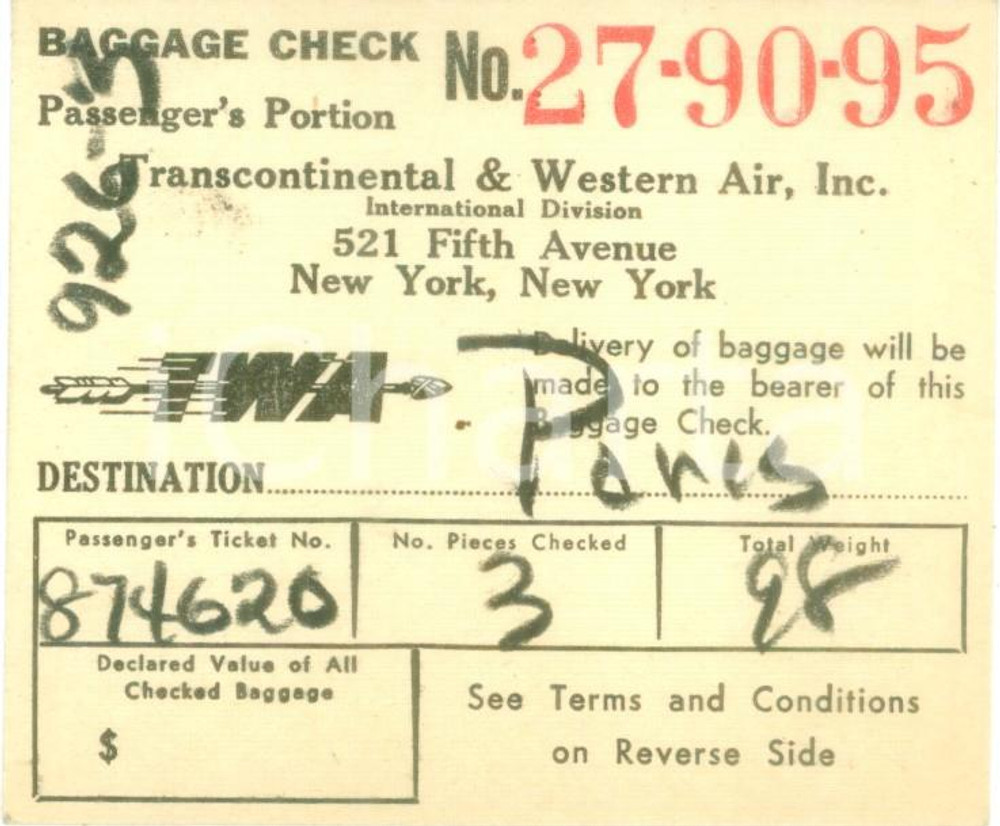 BAGGAGE CHECK No. 27-90-95
Passenger's Portion
926-3
Transcontinental & Western Air, Inc.
International Division
521 Fifth Avenue
New York, New York
TWA
Delivery of baggage will be
made to the bearer of this
Baggage Check.
DESTINATION Paris
Passenger's Ticket No. No. Pieces Checked Total Weight
874620 3 98
Declared Value of All
Checked Baggage
$
See Terms and Conditions
on Reverse Side